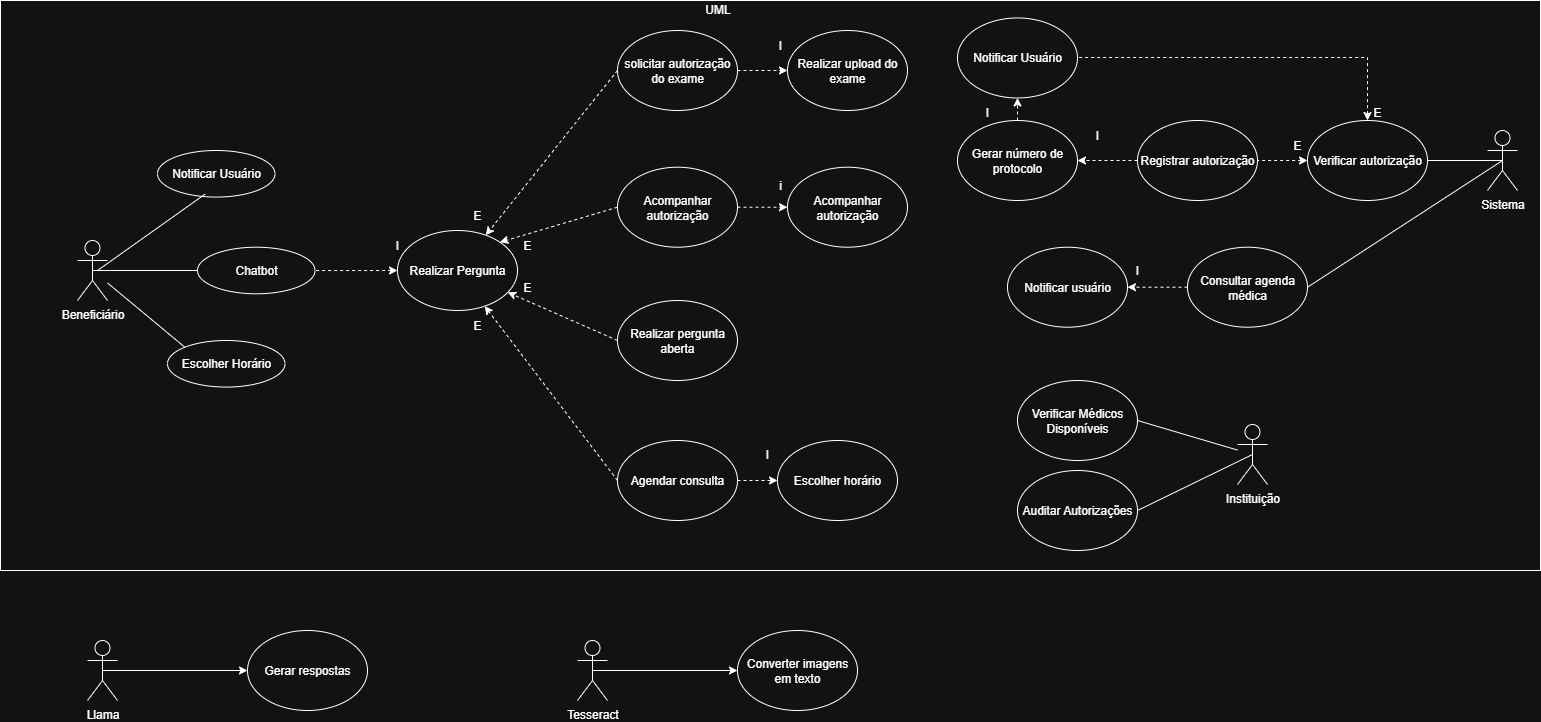 UML
solicitar autorização
do exame
I
Realizar upload do
exame
Notificar Usuário
I
E
Gerar número de
protocolo
I
Registrar autorização
E
Verificar autorização
Sistema
Notificar Usuário
Acompanhar
autorização
i
Acompanhar
autorização
E
E
I
Chatbot
Realizar Pergunta
Beneficiário
Notificar usuário
I
Consultar agenda
médica
E
E
Realizar pergunta
aberta
Escolher Horário
Verificar Médicos
Disponíveis
Agendar consulta
I
Escolher horário
Instituição
Auditar Autorizações
Gerar respostas
Llama
Converter imagens
em texto
Tesseract